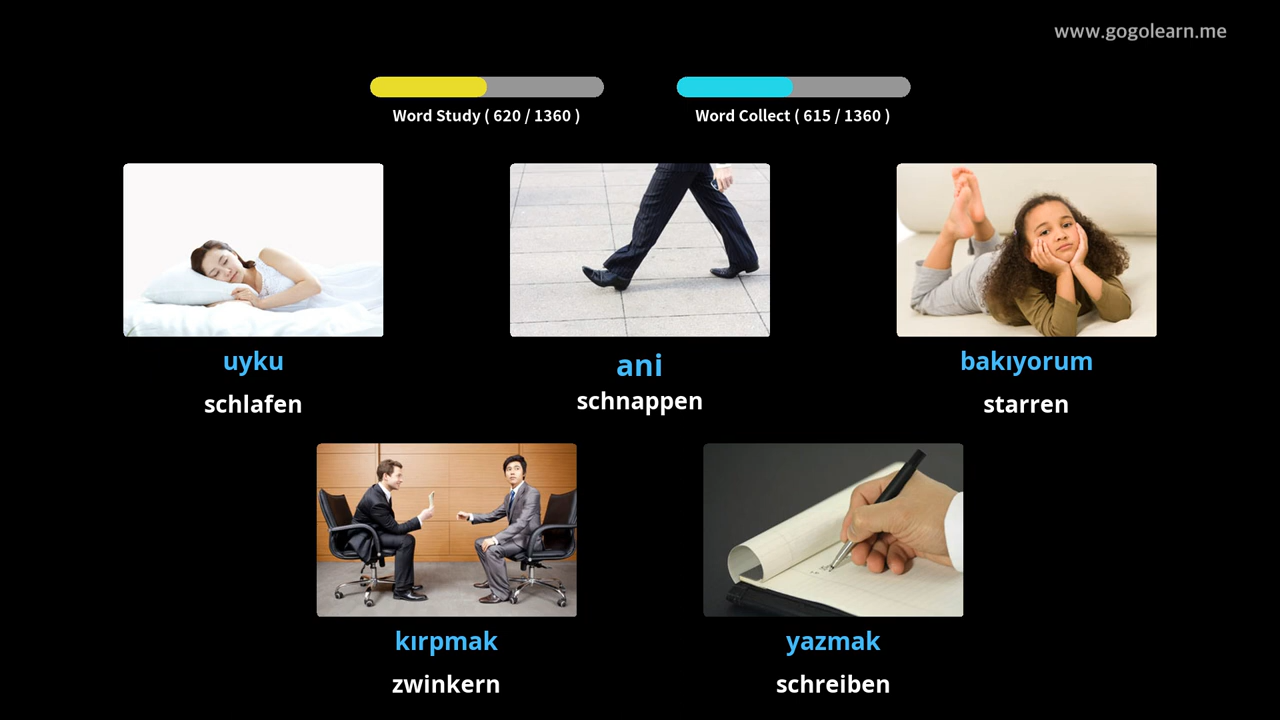 www.gogolearn.me
Word Study ( 620 / 1360 )
Word Collect ( 615 / 1360 )
uyku
schlafen
ani
schnappen
bakıyorum
starren
kırpmak
zwinkern
yazmak
schreiben